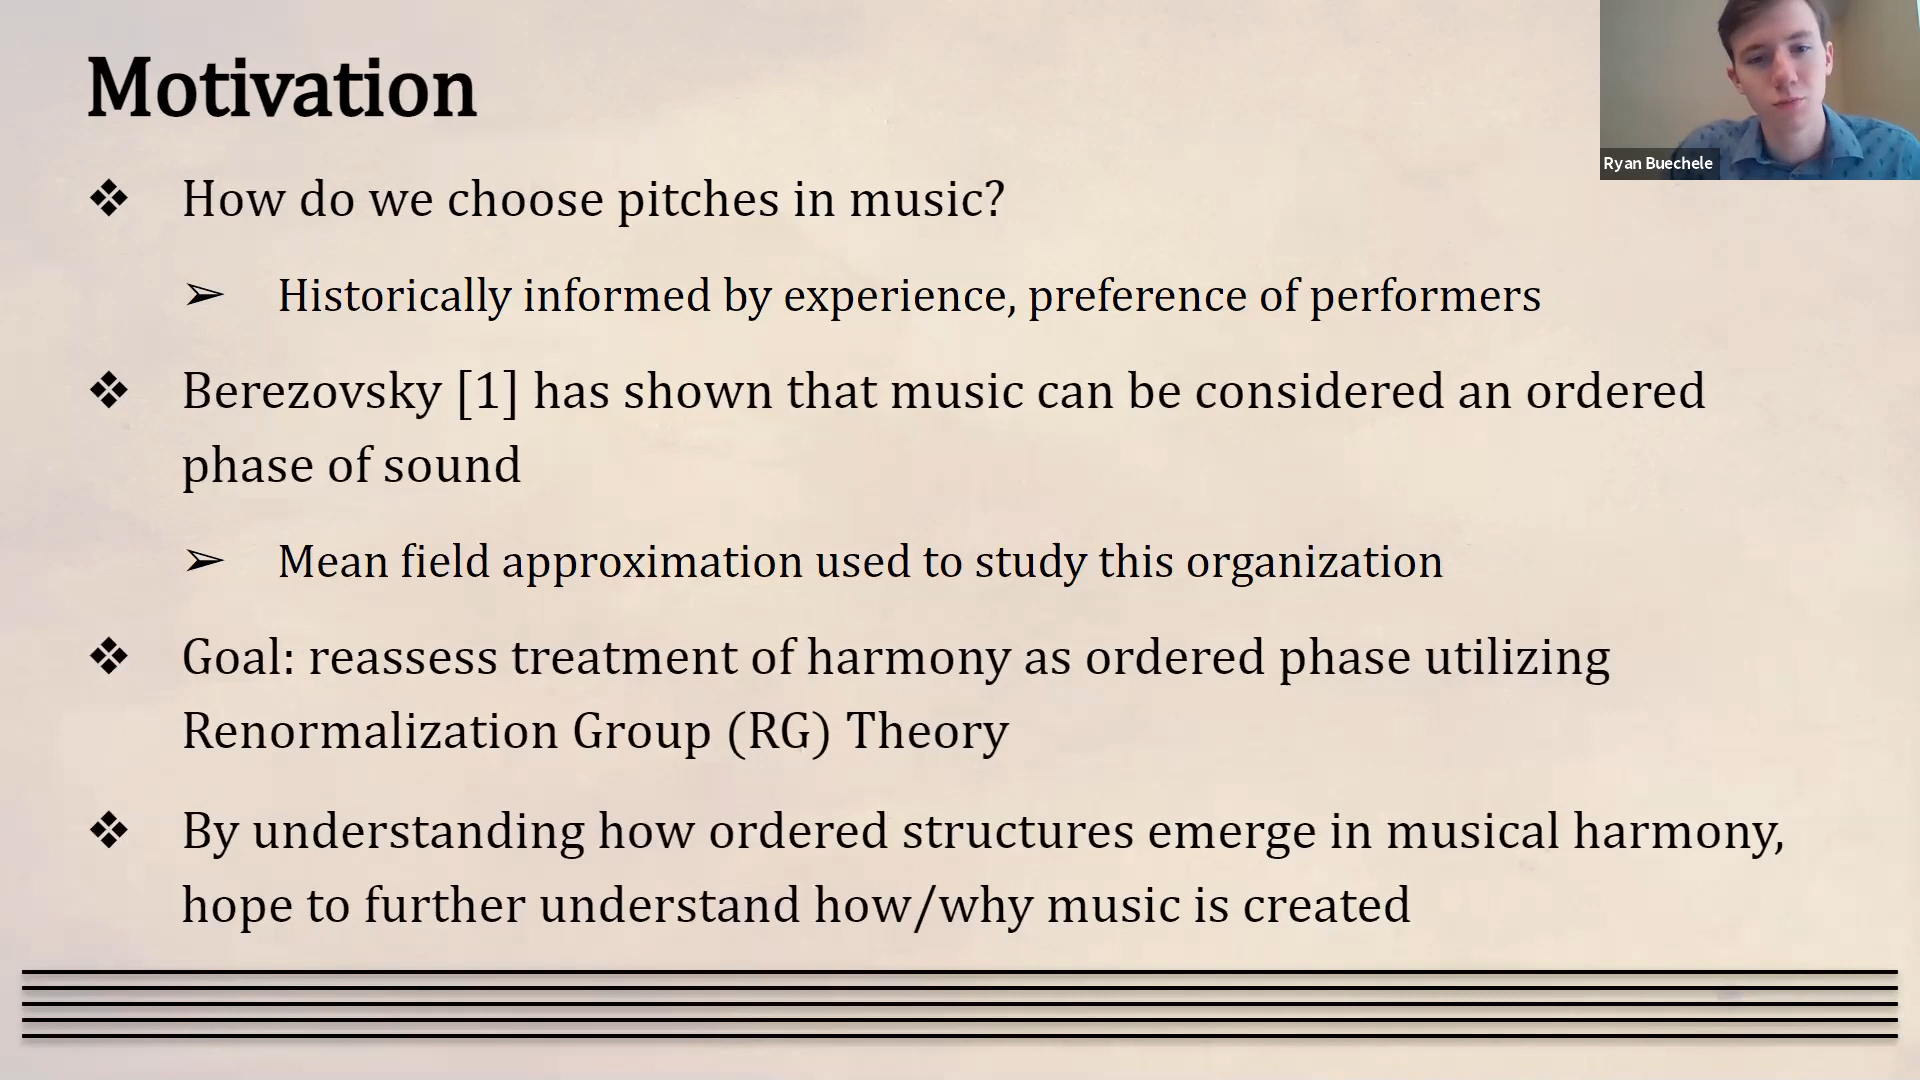 Motivation
Ryan Buechele
❖ How do we choose pitches in music?
➢ Historically informed by experience, preference of performers
❖ Berezovsky [1] has shown that music can be considered an ordered
phase of sound
➢ Mean field approximation used to study this organization
❖ Goal: reassess treatment of harmony as ordered phase utilizing
Renormalization Group (RG) Theory
❖ By understanding how ordered structures emerge in musical harmony,
hope to further understand how/why music is created